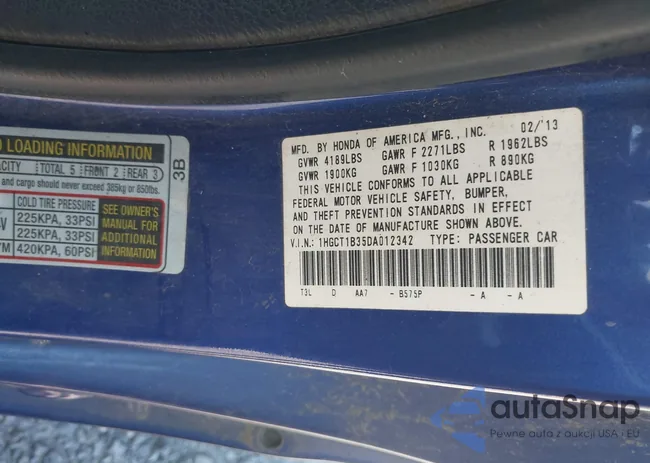 O LOADING INFORMATION
ACITY | TOTAL 5 | FRONT 2 | REAR 3
and cargo should never exceed 385kg or 850lbs.
COLD TIRE PRESSURE
225KPA, 33PSI
225KPA, 33PSI
420KPA, 60PSI
SEE OWNER'S
MANUAL FOR
ADDITIONAL
INFORMATION
3B
MFD. BY HONDA OF AMERICA MFG., INC. 02/'13
GVWR 4189LBS GAWR F 2271LBS R 1962LBS
GVWR 1900KG GAWR F 1030KG R 890KG
THIS VEHICLE CONFORMS TO ALL APPLICABLE
FEDERAL MOTOR VEHICLE SAFETY, BUMPER,
AND THEFT PREVENTION STANDARDS IN EFFECT
ON THE DATE OF MANUFACTURE SHOWN ABOVE.
V.I.N: 1HGCT1B35DA012342 TYPE: PASSENGER CAR
T3L D AA7 - B575P - A - A
autoSnap
Pewne auta z aukcji USA i EU